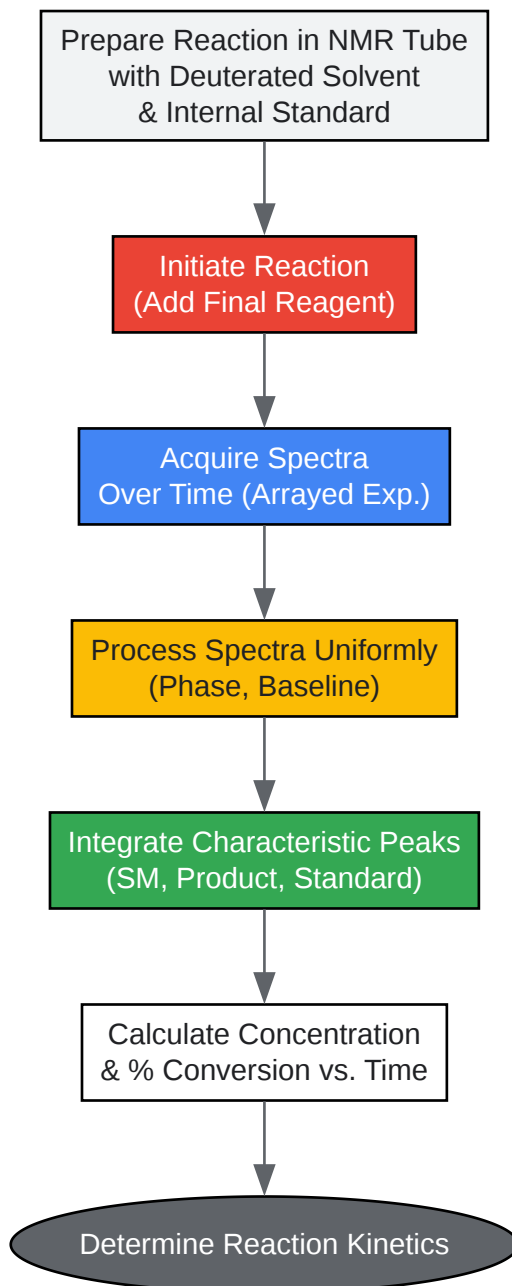 Prepare Reaction in NMR Tube
with Deuterated Solvent
& Internal Standard
Initiate Reaction
(Add Final Reagent)
Acquire Spectra
Over Time (Arrayed Exp.)
Process Spectra Uniformly
(Phase, Baseline)
Integrate Characteristic Peaks
(SM, Product, Standard)
Calculate Concentration
& % Conversion vs. Time
Determine Reaction Kinetics